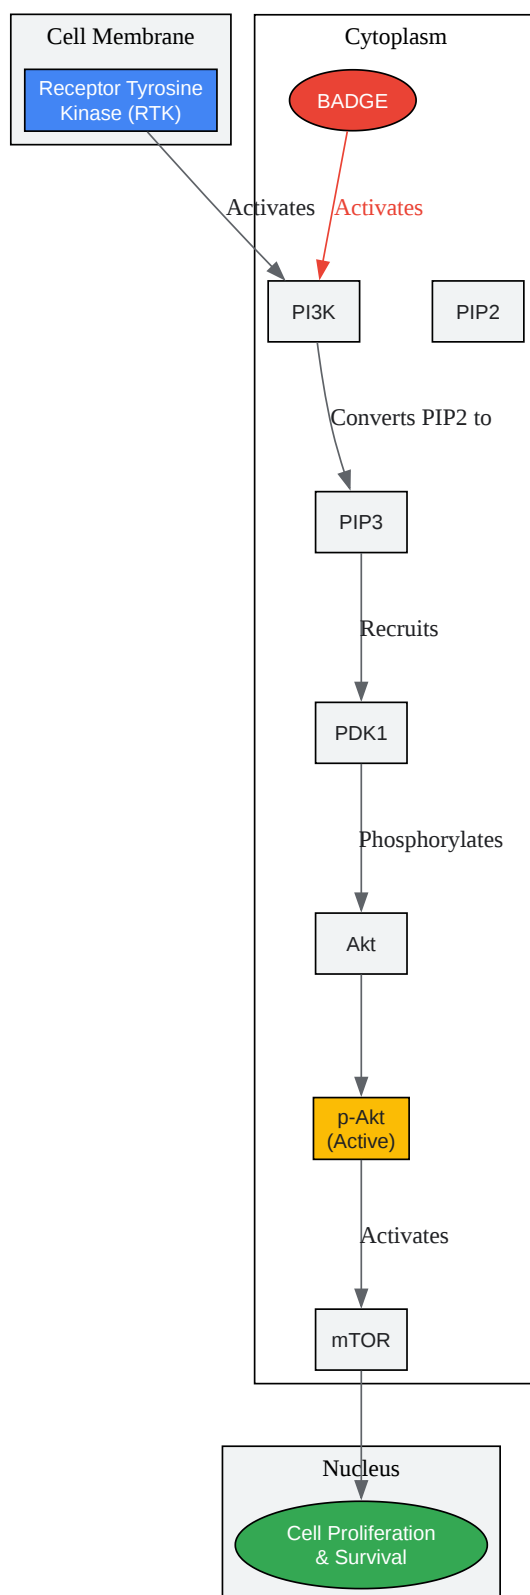 Cell Membrane
Receptor Tyrosine
Kinase (RTK)
Cytoplasm
BADGE
Activates
Activates
PI3K
PIP2
Converts PIP2 to
PIP3
Recruits
PDK1
Phosphorylates
Akt
p-Akt
(Active)
Activates
mTOR
Nucleus
Cell Proliferation
& Survival